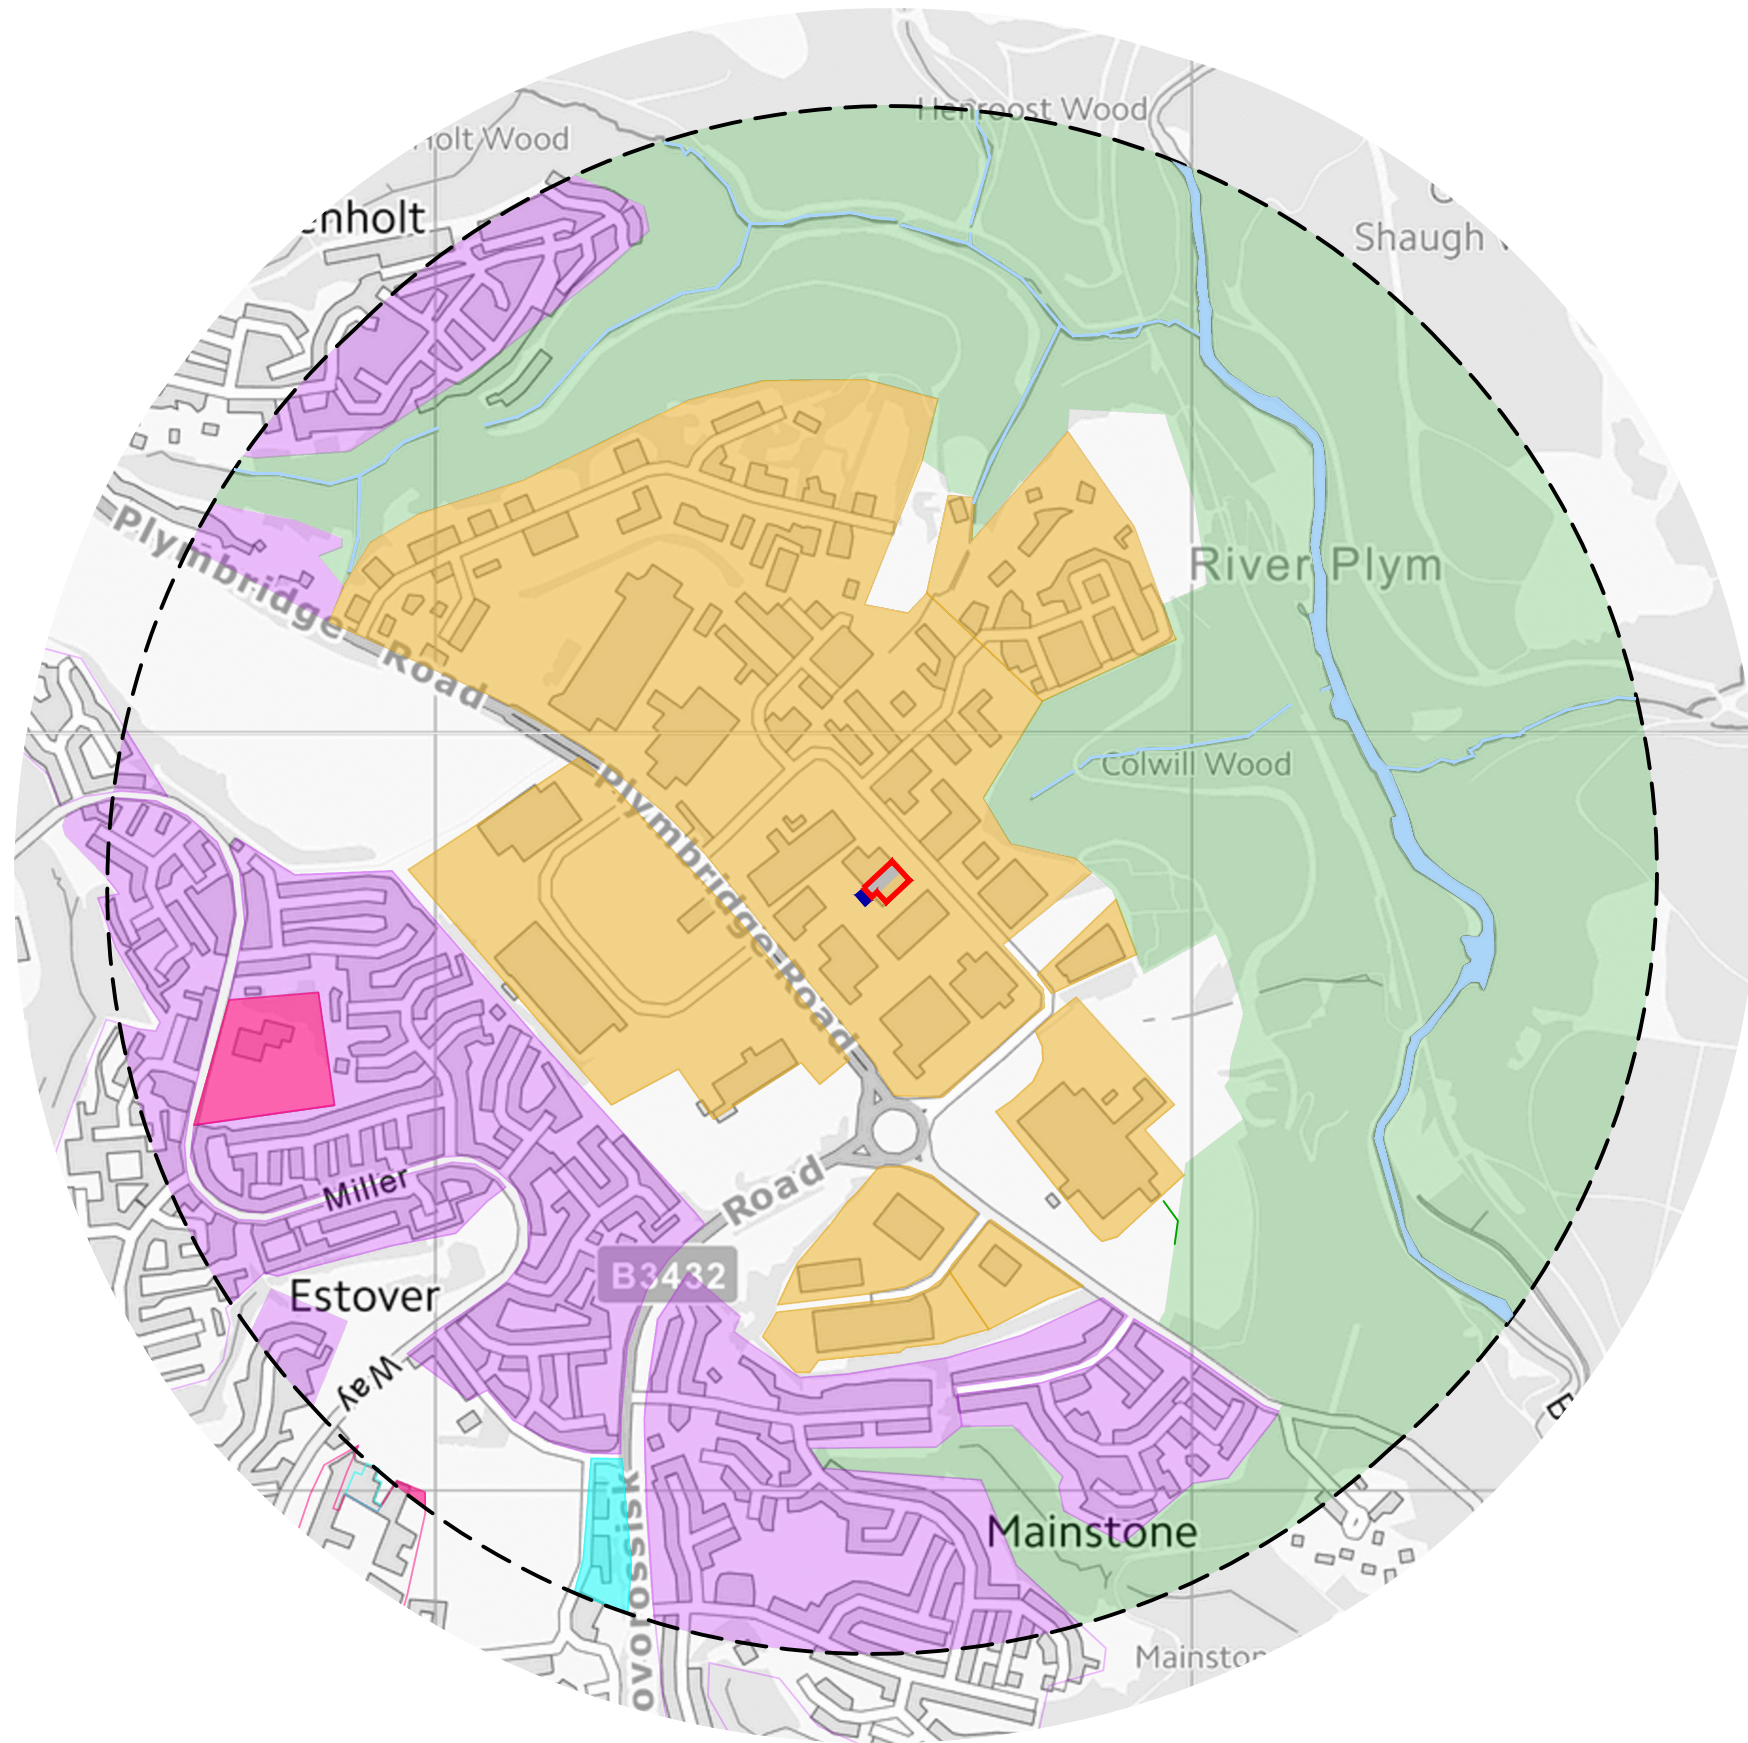 Henroost Wood
holt Wood
enholt
Shaugh
Plymbridge Road
River Plym
Colwill Wood
Plymbridge Road
Miller
Road
B3432
Estover
Way
Mainstone
ovorossisk
Mainston